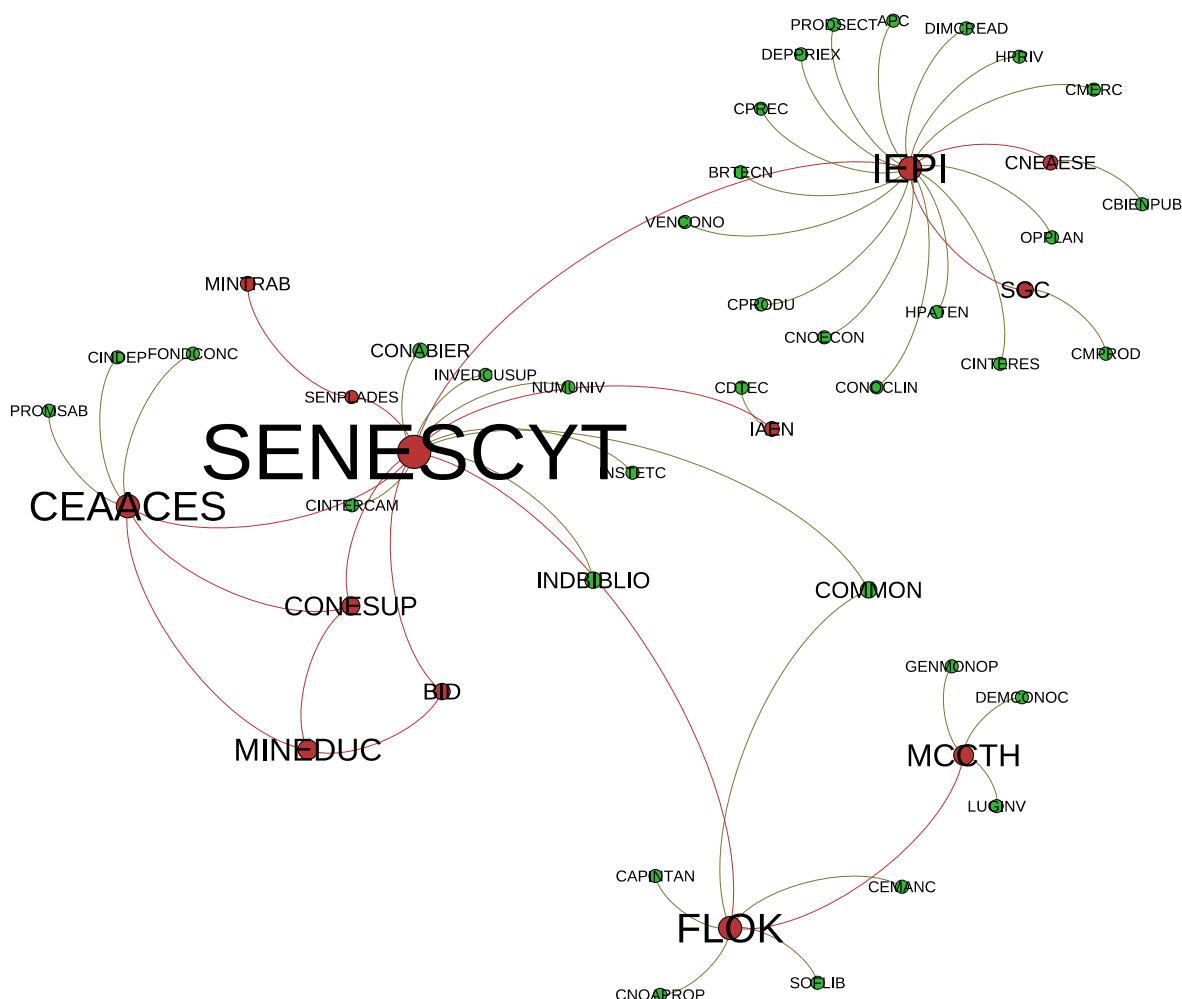 PRODSECT
APC
DIMCREAD
DEPPRIEX
HPRIV
CMERC
CPREC
IEPI
CNEAESE
BRTECN
CBIENPUB
VENCONO
OPPLAN
MINTRAB
SGC
CPRODU
HPATEN
CNOECON
CONABIER
CINDEP
FONDCONC
CMPROD
CINTERES
INVEDCUSUP
NUMUNIV
CDTEC
CONOCLIN
SENPLADES
PROMSAB
IAEN
SENESCYT
INSTETC
CEAACES
CINTERCAM
INDBIBLIO
COMMON
CONESUP
GENMONOP
BID
DEMCONOC
MINEDUC
MCCTH
LUGINV
CAPINTAN
CEMANC
FLOK
SOFLIB
CNOAPROP